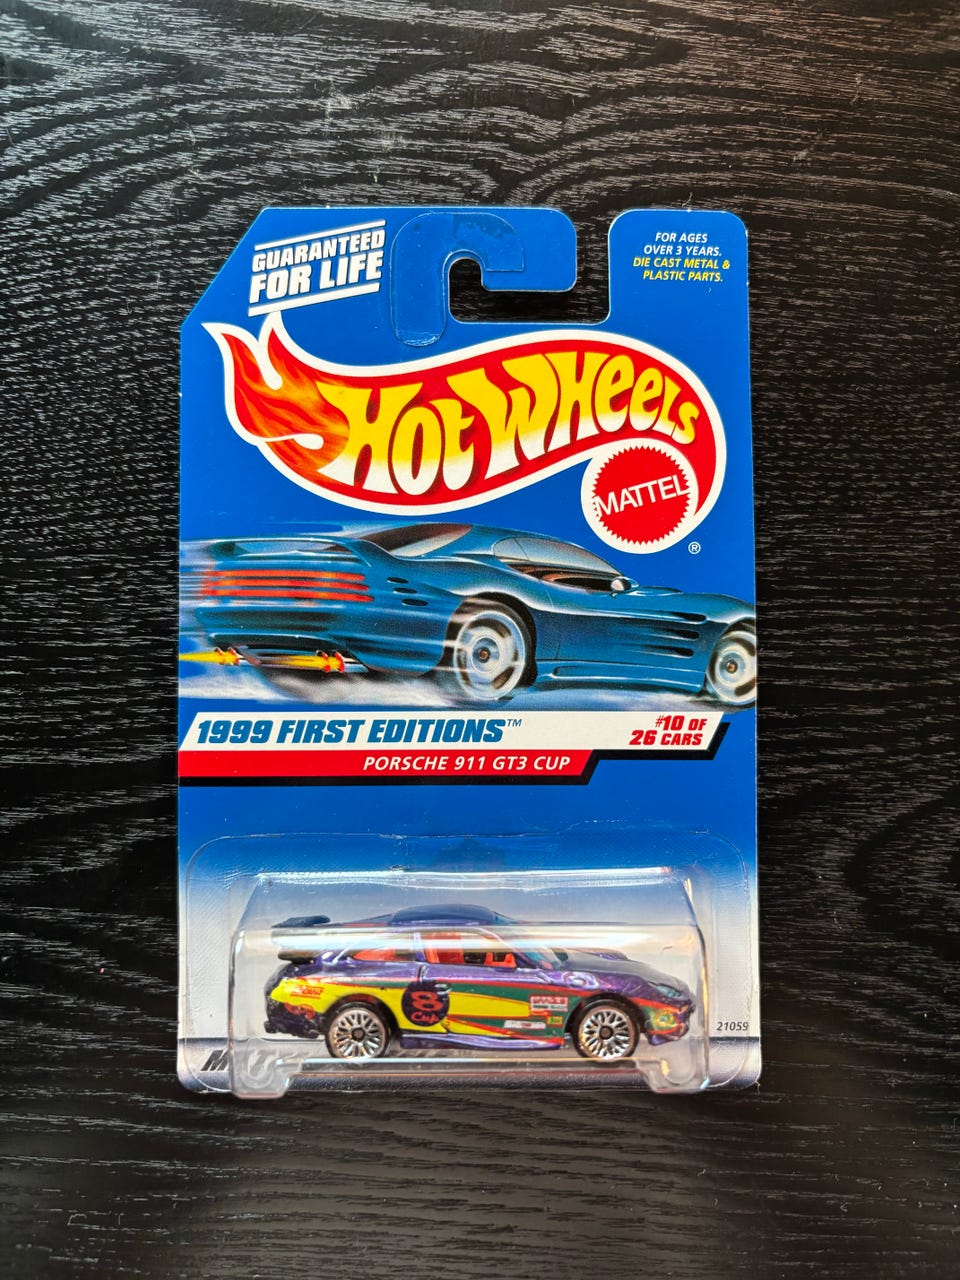 GUARANTEED
FOR LIFE
FOR AGES
OVER 3 YEARS.
DIE CAST METAL &
PLASTIC PARTS.
HOT WHEELS
MATTEL
®
1999 FIRST EDITIONS™
#10 OF
26 CARS
PORSCHE 911 GT3 CUP
8
Cup
21059